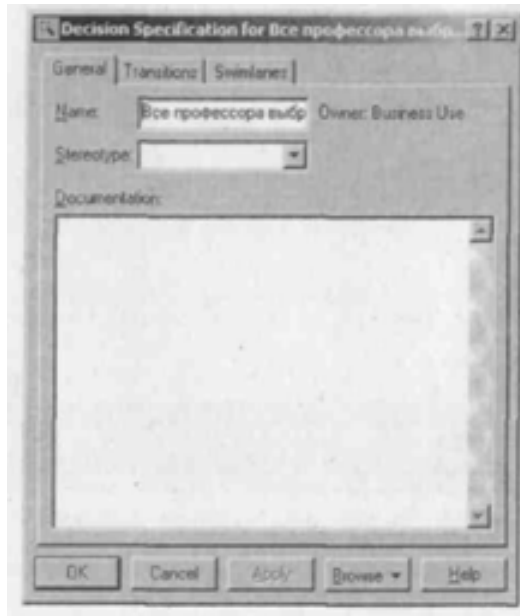 Decision Specification for Все профессора выбр...
General Transitions Swimlanes
Name: Все профессора выбр Owner: Business Use
Stereotype:
Documentation:
OK Cancel Apply Browse Help